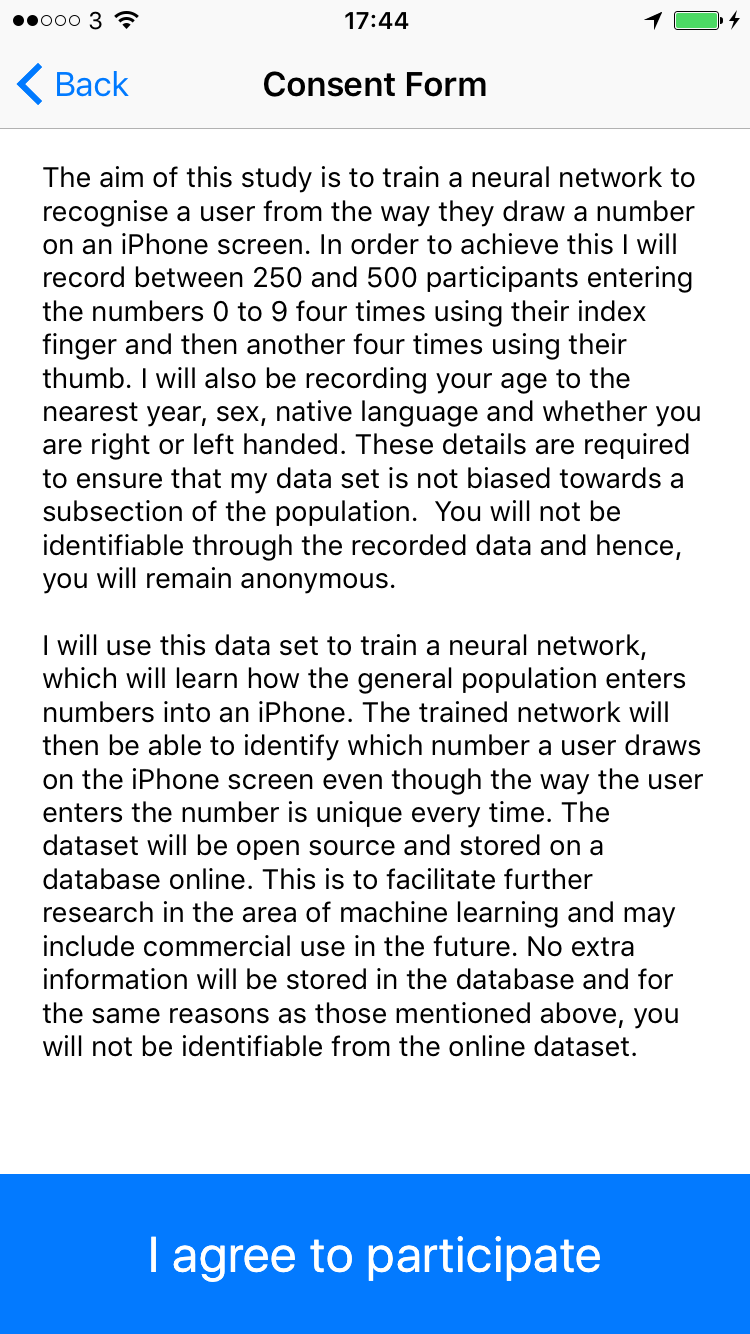 3 17:44
Back Consent Form
The aim of this study is to train a neural network to
recognise a user from the way they draw a number
on an iPhone screen. In order to achieve this I will
record between 250 and 500 participants entering
the numbers 0 to 9 four times using their index
finger and then another four times using their
thumb. I will also be recording your age to the
nearest year, sex, native language and whether you
are right or left handed. These details are required
to ensure that my data set is not biased towards a
subsection of the population.  You will not be
identifiable through the recorded data and hence,
you will remain anonymous.
I will use this data set to train a neural network,
which will learn how the general population enters
numbers into an iPhone. The trained network will
then be able to identify which number a user draws
on the iPhone screen even though the way the user
enters the number is unique every time. The
dataset will be open source and stored on a
database online. This is to facilitate further
research in the area of machine learning and may
include commercial use in the future. No extra
information will be stored in the database and for
the same reasons as those mentioned above, you
will not be identifiable from the online dataset.
I agree to participate